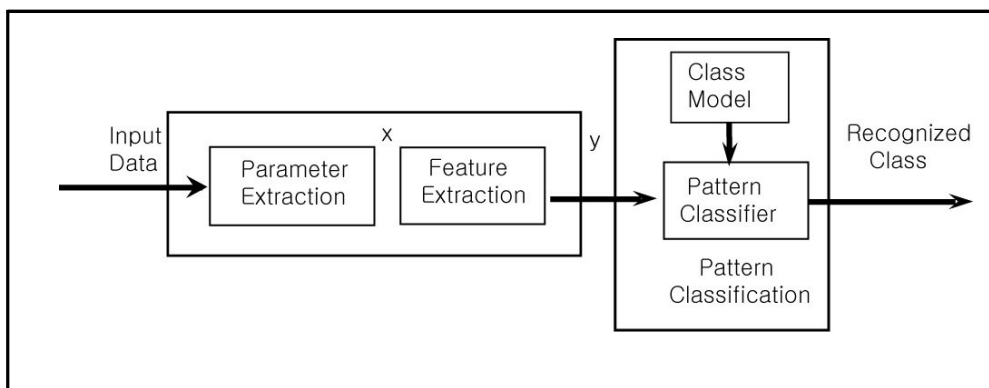 Input
Data
Parameter
Extraction
x
Feature
Extraction
y
Class
Model
Pattern
Classifier
Pattern
Classification
Recognized
Class